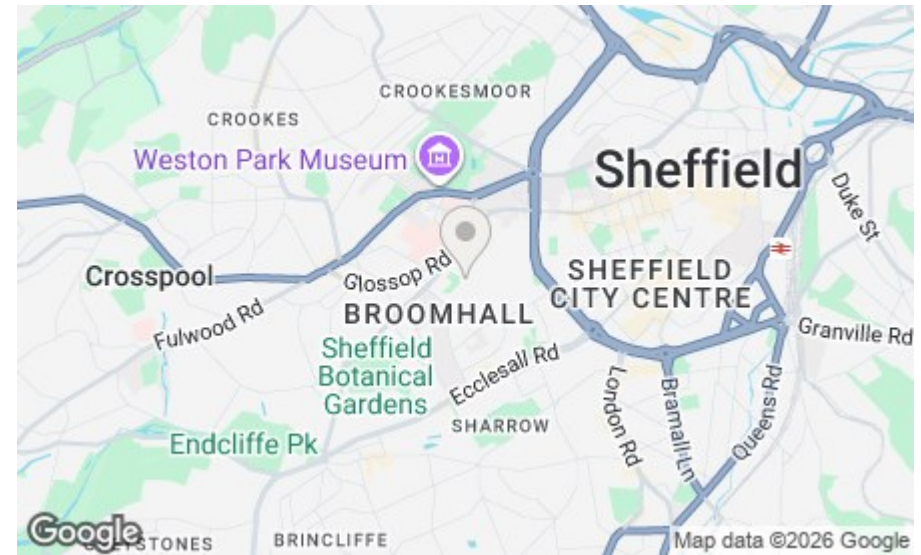 CROOKESMOOR
CROOKES
Weston Park Museum
Sheffield
Duke St
Crosspool
Glossop Rd
SHEFFIELD
CITY CENTRE
BROOMHALL
Fulwood Rd
Granville Rd
Sheffield
Botanical
Gardens
Ecclesall Rd
London Rd
Bramall Ln
Queens Rd
SHARROW
Endcliffe Pk
Google
STONES
BRINCLIFFE
Map data ©2026 Google